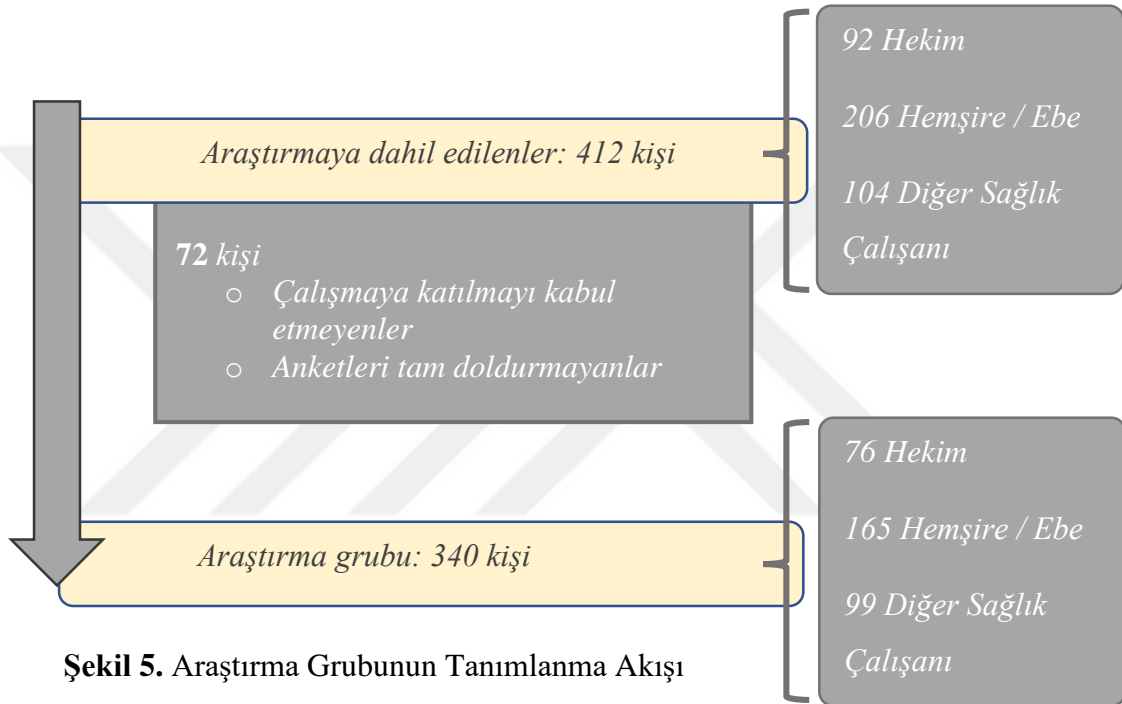 92 Hekim
206 Hemşire / Ebe
104 Diğer Sağlık
Çalışanı
Araştırmaya dahil edilenler: 412 kişi
72 kişi
o Çalışmaya katılmayı kabul
etmeyenler
o Anketleri tam doldurmayanlar
76 Hekim
165 Hemşire / Ebe
99 Diğer Sağlık
Çalışanı
Araştırma grubu: 340 kişi
Şekil 5. Araştırma Grubunun Tanımlanma Akışı